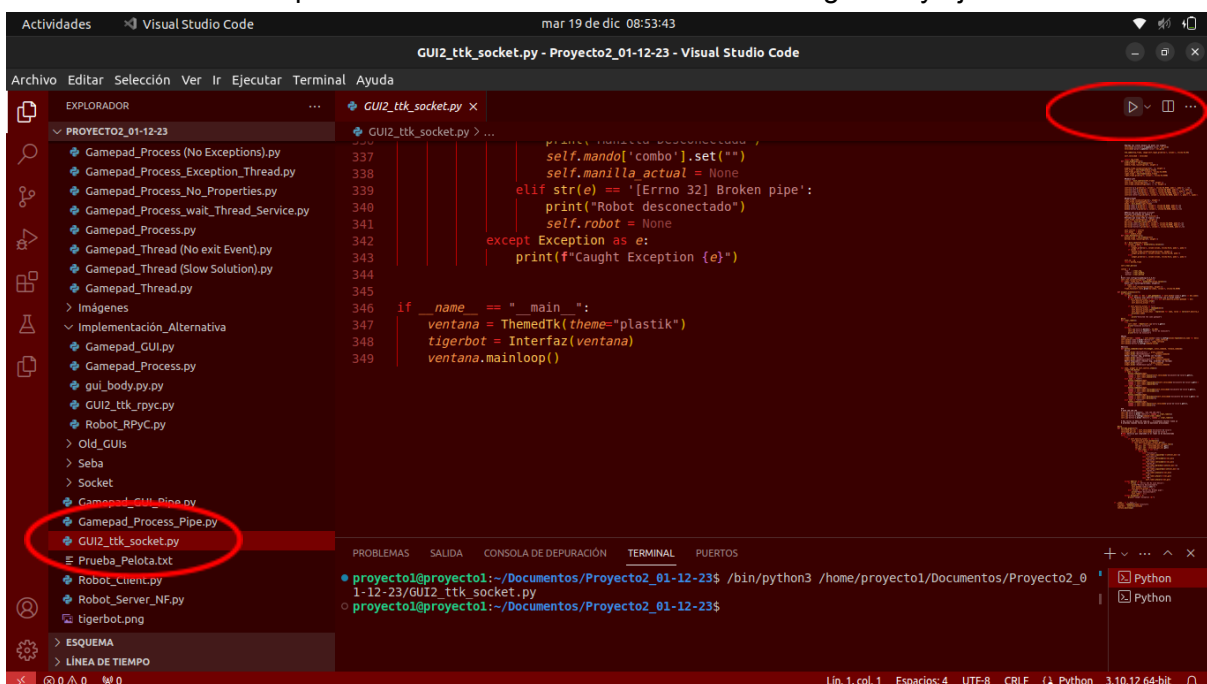 Actividades Visual Studio Code mar 19 de dic 08:53:43
GUI2_ttk_socket.py - Proyecto2_01-12-23 - Visual Studio Code
Archivo Editar Selección Ver Ir Ejecutar Terminal Ayuda
EXPLORADOR
PROYECTO2_01-12-23
Gamepad_Process (No Exceptions).py
Gamepad_Process_Exception_Thread.py
Gamepad_Process_No_Properties.py
Gamepad_Process_wait_Thread_Service.py
Gamepad_Process.py
Gamepad_Thread (No exit Event).py
Gamepad_Thread (Slow Solution).py
Gamepad_Thread.py
Imágenes
Implementación_Alternativa
Gamepad_GUI.py
Gamepad_Process.py
gui_body.py.py
GUI2_ttk_rpyc.py
Robot_RPyC.py
Old_GUIs
Seba
Socket
Gamepad_GUI_Pipe.py
Gamepad_Process_Pipe.py
GUI2_ttk_socket.py
Prueba_Pelota.txt
Robot_Client.py
Robot_Server_NF.py
tigerbot.png
ESQUEMA
LÍNEA DE TIEMPO
GUI2_ttk_socket.py
GUI2_ttk_socket.py > ...
336 print("Manilla Desconectada")
337 self.mando['combo'].set("")
338 self.manilla_actual = None
339 elif str(e) == '[Errno 32] Broken pipe':
340 print("Robot desconectado")
341 self.robot = None
342 except Exception as e:
343 print(f"Caught Exception {e}")
344
345
346 if __name__ == "__main__":
347 ventana = ThemedTk(theme="plastik")
348 tigerbot = Interfaz(ventana)
349 ventana.mainloop()
PROBLEMAS SALIDA CONSOLA DE DEPURACIÓN TERMINAL PUERTOS
proyecto1@proyecto1:~/Documentos/Proyecto2_01-12-23$ /bin/python3 /home/proyecto1/Documentos/Proyecto2_0
1-12-23/GUI2_ttk_socket.py
proyecto1@proyecto1:~/Documentos/Proyecto2_01-12-23$
Python
Python
0 0 0 Lín. 1, col. 1 Espacios: 4 UTF-8 CRLF Python 3.10.12 64-bit